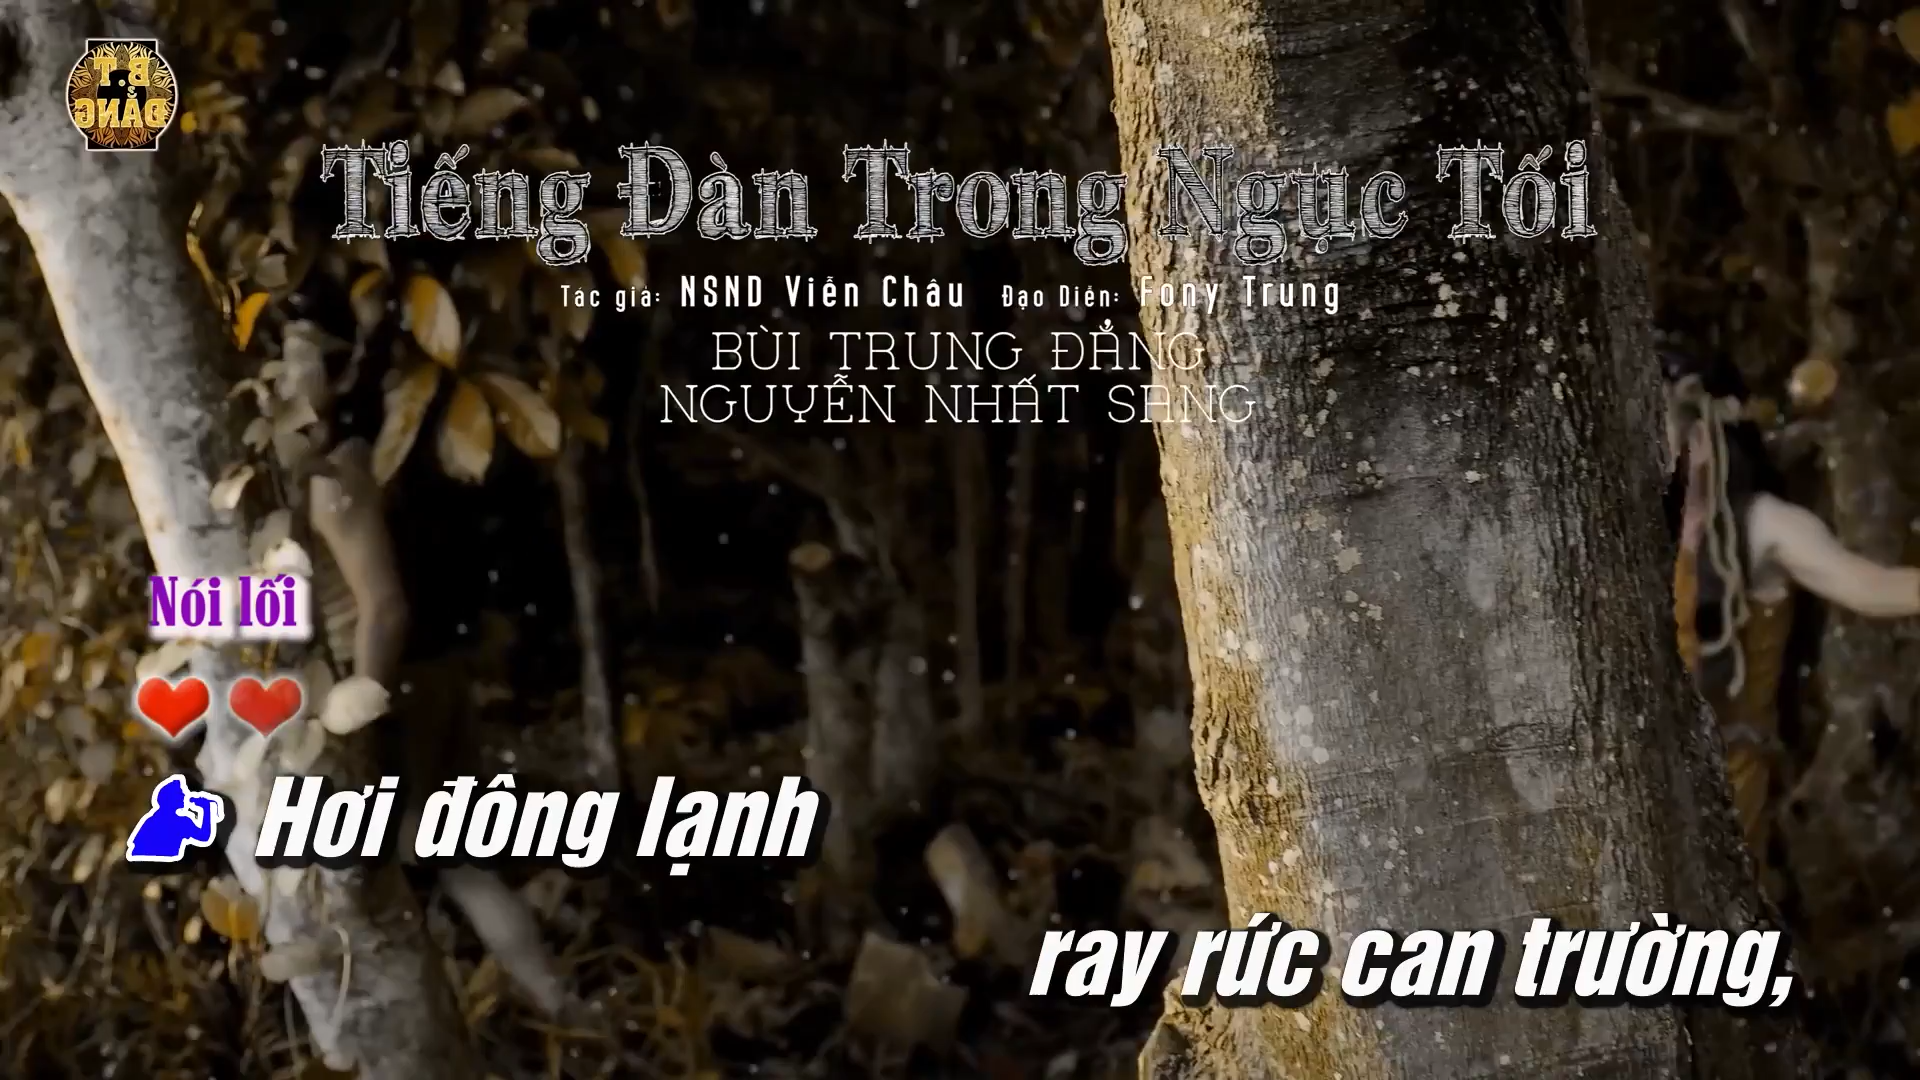 B.T
ĐẲNG
Tiếng Đàn Trong Ngục Tối
Tác giả: NSND Viễn Châu Đạo Diễn: Fony Trung
BÙI TRUNG ĐẲNG
NGUYỄN NHẤT SANG
Nói lối
Hơi đông lạnh
ray rức can trường,